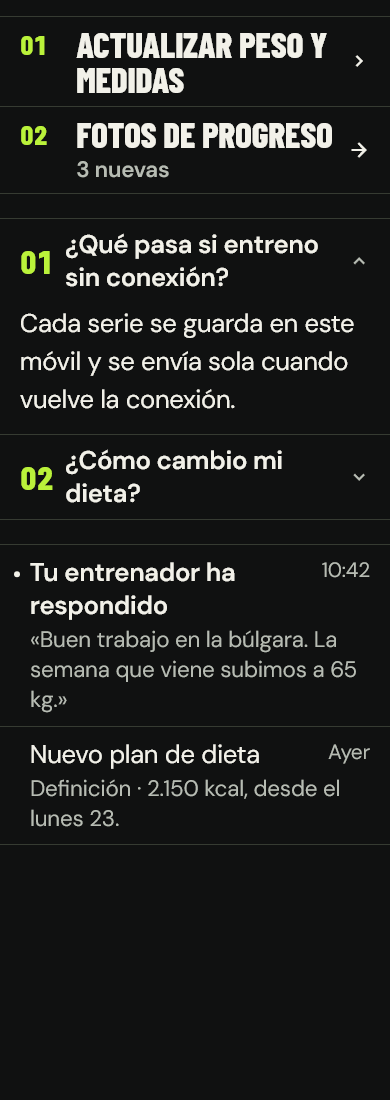 01 ACTUALIZAR PESO Y
MEDIDAS
02 FOTOS DE PROGRESO
3 nuevas
01 ¿Qué pasa si entreno
sin conexión?
Cada serie se guarda en este
móvil y se envía sola cuando
vuelve la conexión.
02 ¿Cómo cambio mi
dieta?
Tu entrenador ha 10:42
respondido
«Buen trabajo en la búlgara. La
semana que viene subimos a 65
kg.»
Nuevo plan de dieta Ayer
Definición · 2.150 kcal, desde el
lunes 23.